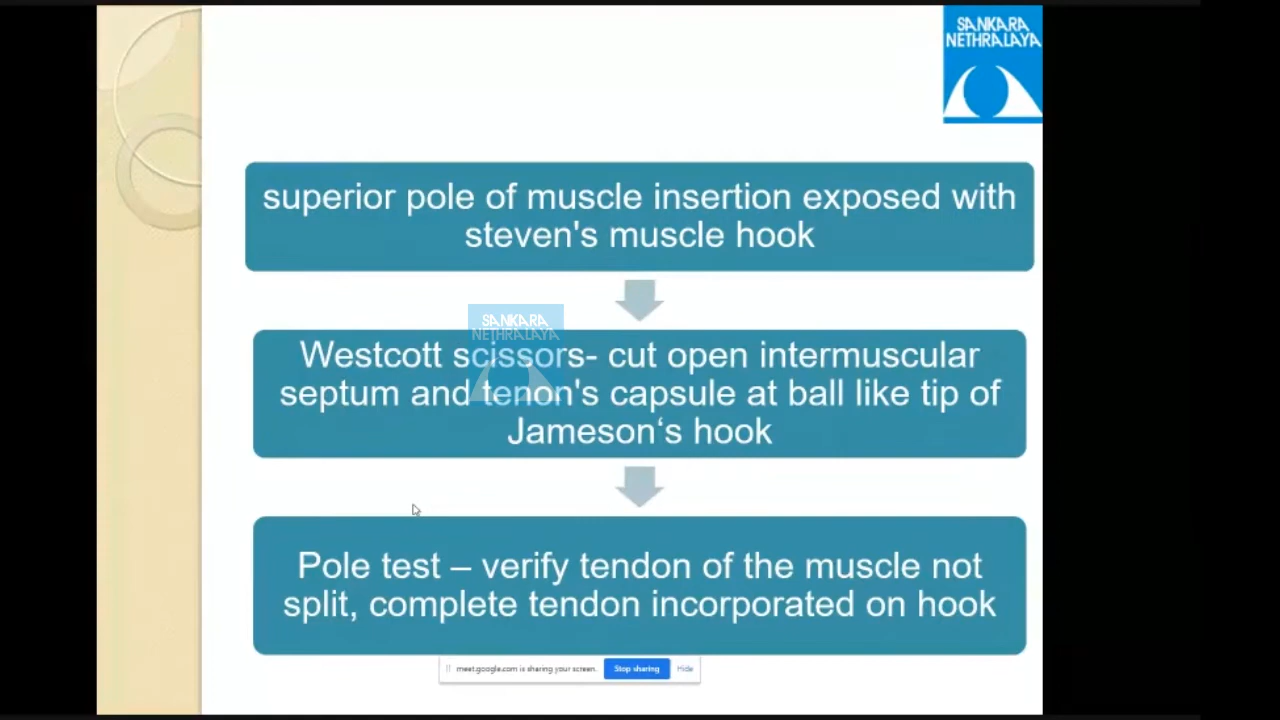 SANKARA
NETHRALAYA
superior pole of muscle insertion exposed with
steven's muscle hook
SANKARA
NETHRALAYA
Westcott scissors- cut open intermuscular
septum and tenon's capsule at ball like tip of
Jameson‘s hook
Pole test – verify tendon of the muscle not
split, complete tendon incorporated on hook
meet.google.com is sharing your screen. Stop sharing Hide